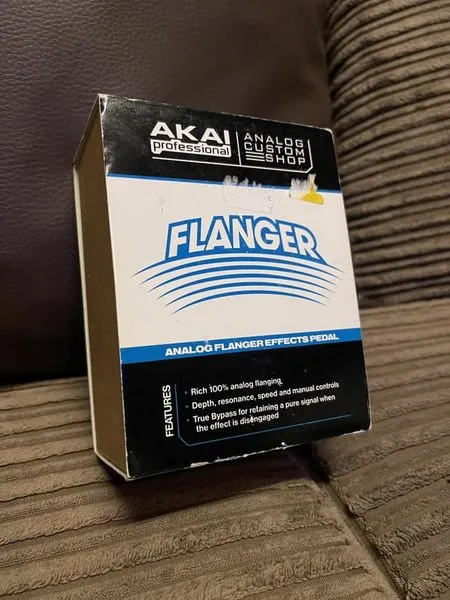 AKAI
professional
ANALOG
CUSTOM
SHOP
FLANGER
ANALOG FLANGER EFFECTS PEDAL
FEATURES
· Rich 100% analog flanging
· Depth, resonance, speed and manual controls
· True Bypass for retaining a pure signal when
the effect is disengaged